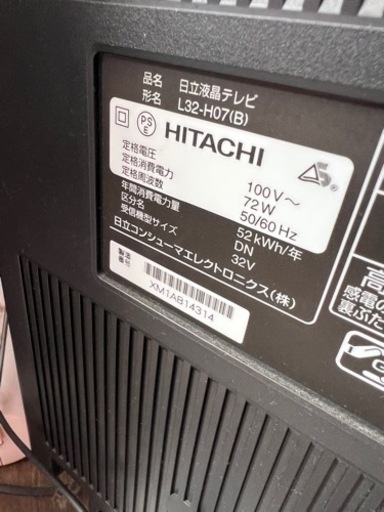 品名 日立液晶テレビ
形名 L32-H07(B)
PS
E
HITACHI
S
定格電圧 100V～
定格消費電力 72W
定格周波数 50/60Hz
年間消費電力量 52kWh/年
区分名 DN
受信機型サイズ 32V
日立コンシューマエレクトロニクス(株)
製造
番号
XM1AB14314
高
感電の
裏ぶた